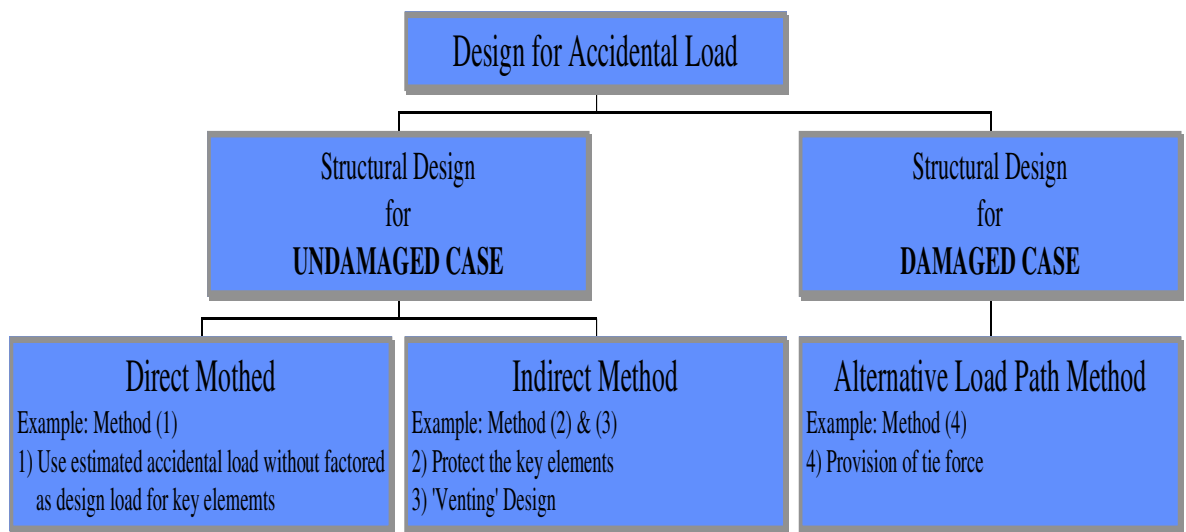 Design for Accidental Load
Structural Design
for
UNDAMAGED CASE
Structural Design
for
DAMAGED CASE
Direct Mothed
Example: Method (1)
1) Use estimated accidental load without factored
as design load for key elememts
Indirect Method
Example: Method (2) & (3)
2) Protect the key elements
3) 'Venting' Design
Alternative Load Path Method
Example: Method (4)
4) Provision of tie force